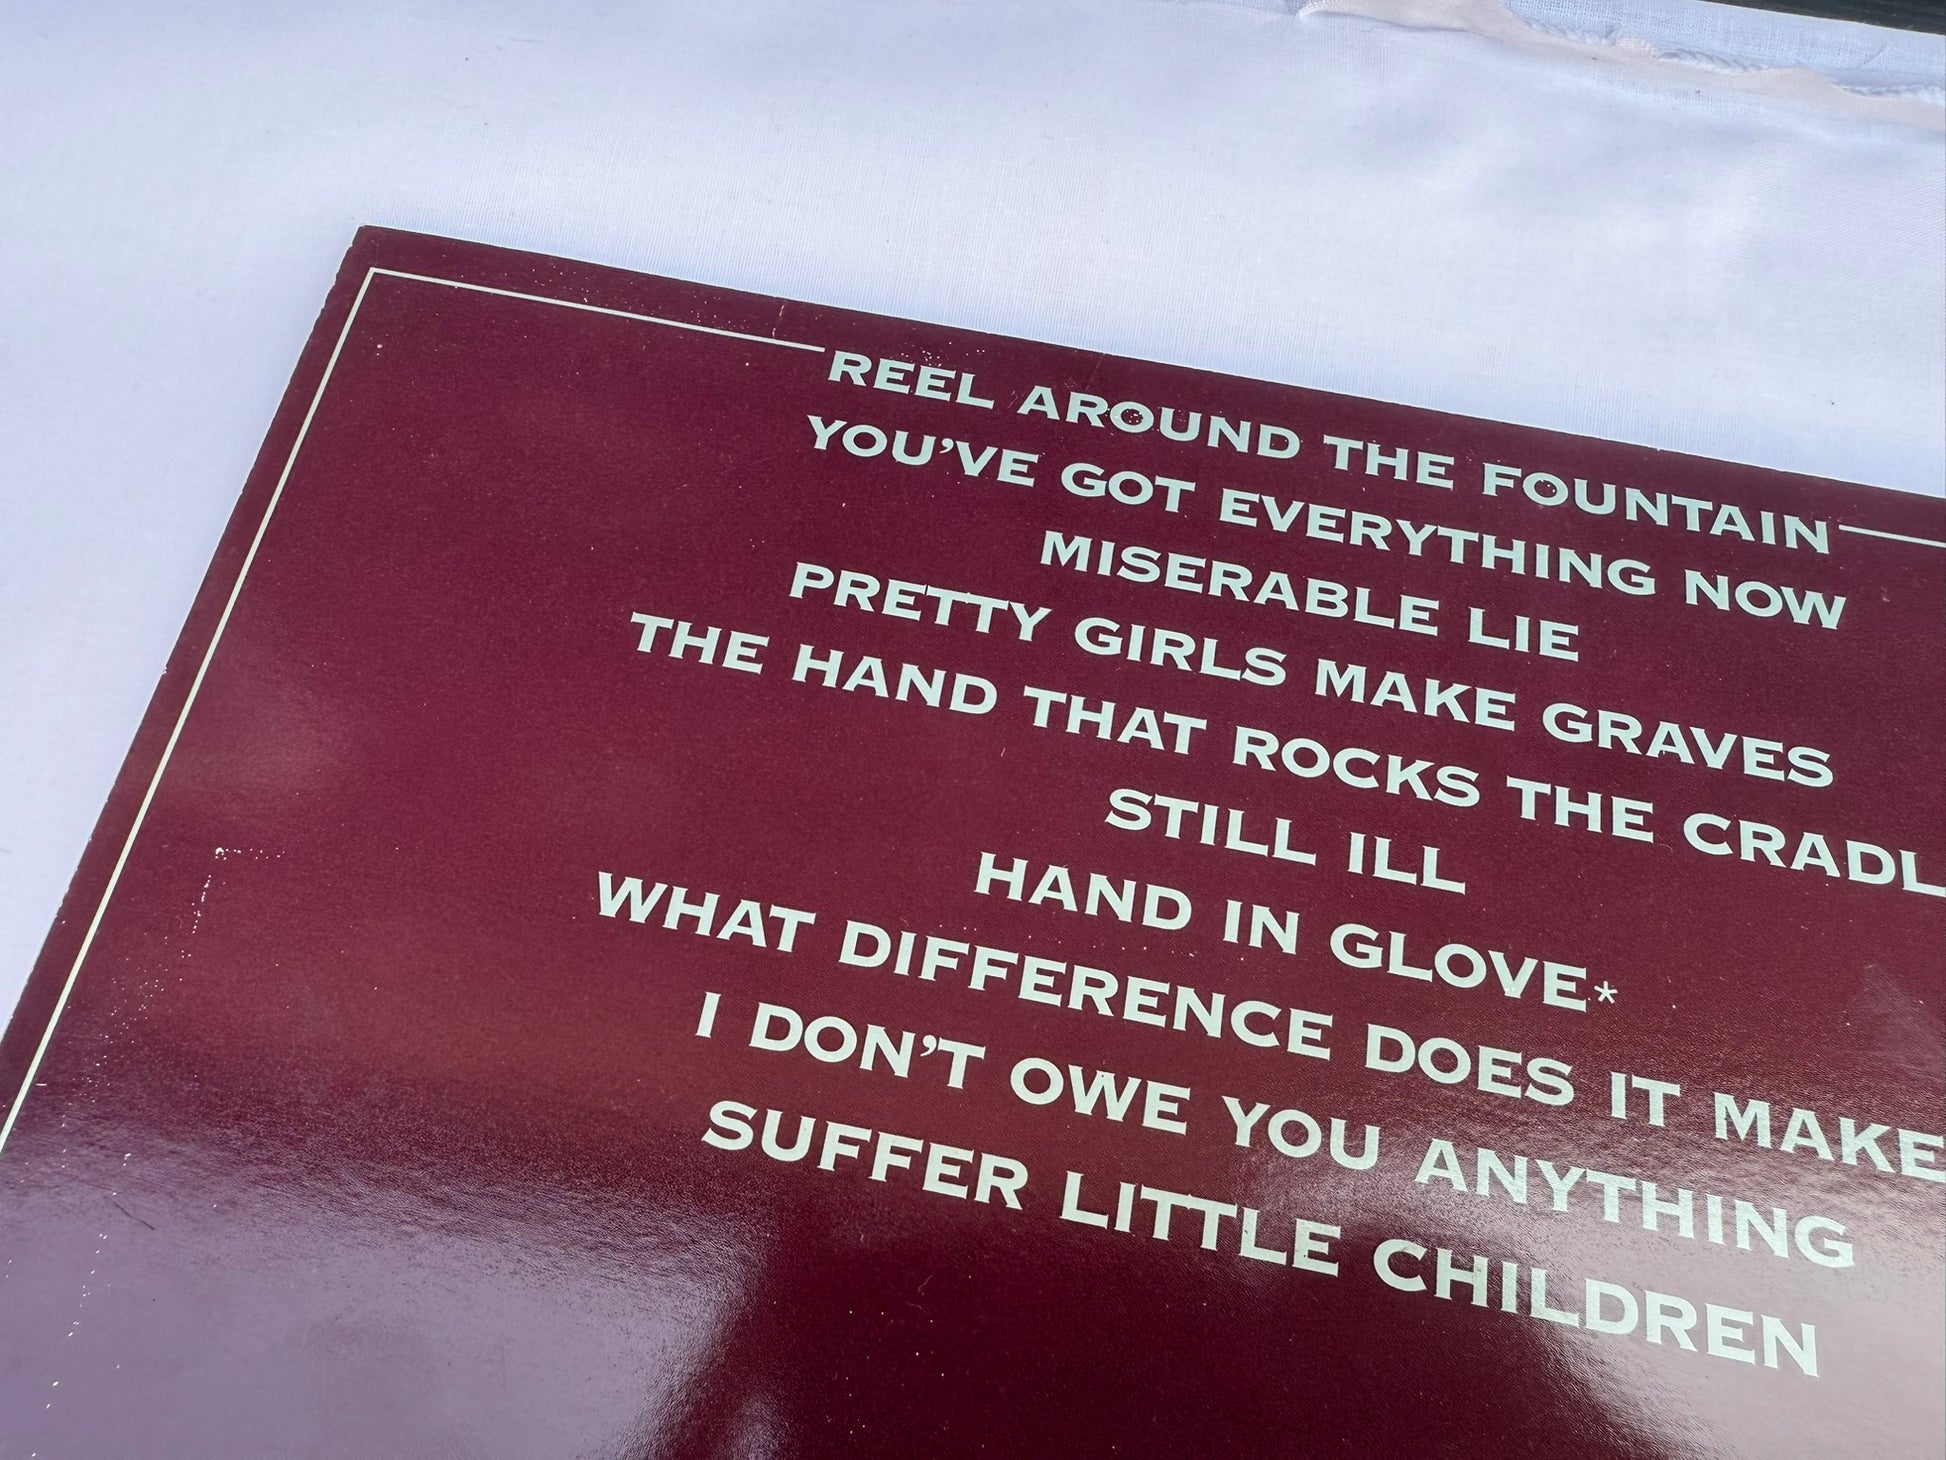 REEL AROUND THE FOUNTAIN
YOU'VE GOT EVERYTHING NOW
MISERABLE LIE
PRETTY GIRLS MAKE GRAVES
THE HAND THAT ROCKS THE CRADL
STILL ILL
HAND IN GLOVE*
WHAT DIFFERENCE DOES IT MAKE
I DON'T OWE YOU ANYTHING
SUFFER LITTLE CHILDREN